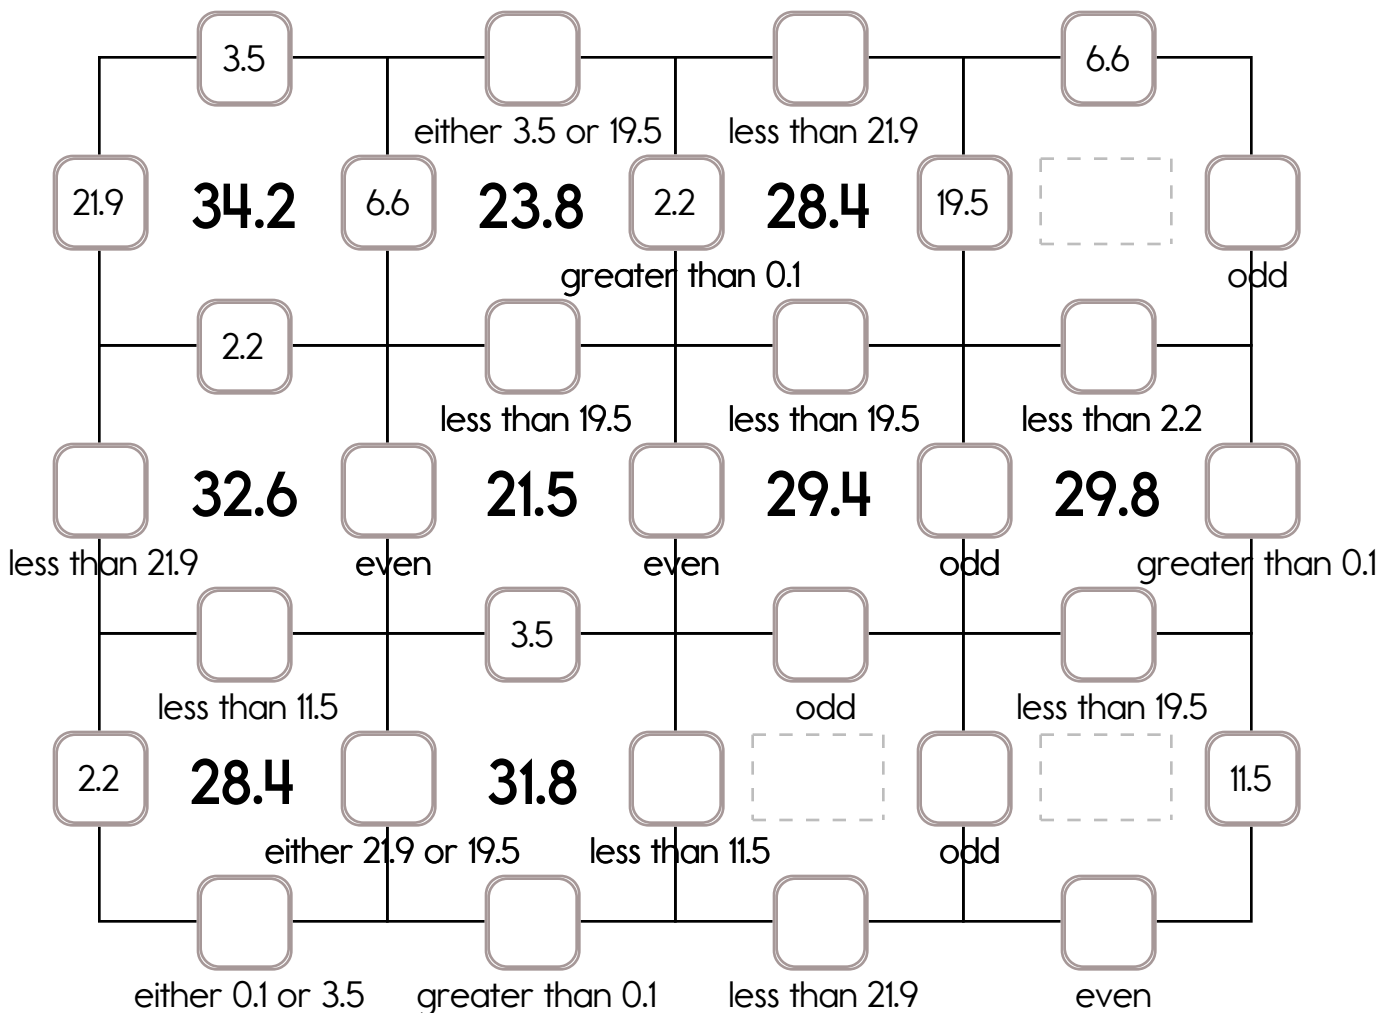 3.5 6.6
either 3.5 or 19.5 less than 21.9
21.9 34.2 6.6 23.8 2.2 28.4 19.5
greater than 0.1 odd
2.2
less than 19.5 less than 19.5 less than 2.2
32.6 21.5 29.4 29.8
less than 21.9 even even odd greater than 0.1
3.5
less than 11.5 odd less than 19.5
2.2 28.4 31.8 11.5
either 21.9 or 19.5 less than 11.5 odd
either 0.1 or 3.5 greater than 0.1 less than 21.9 even